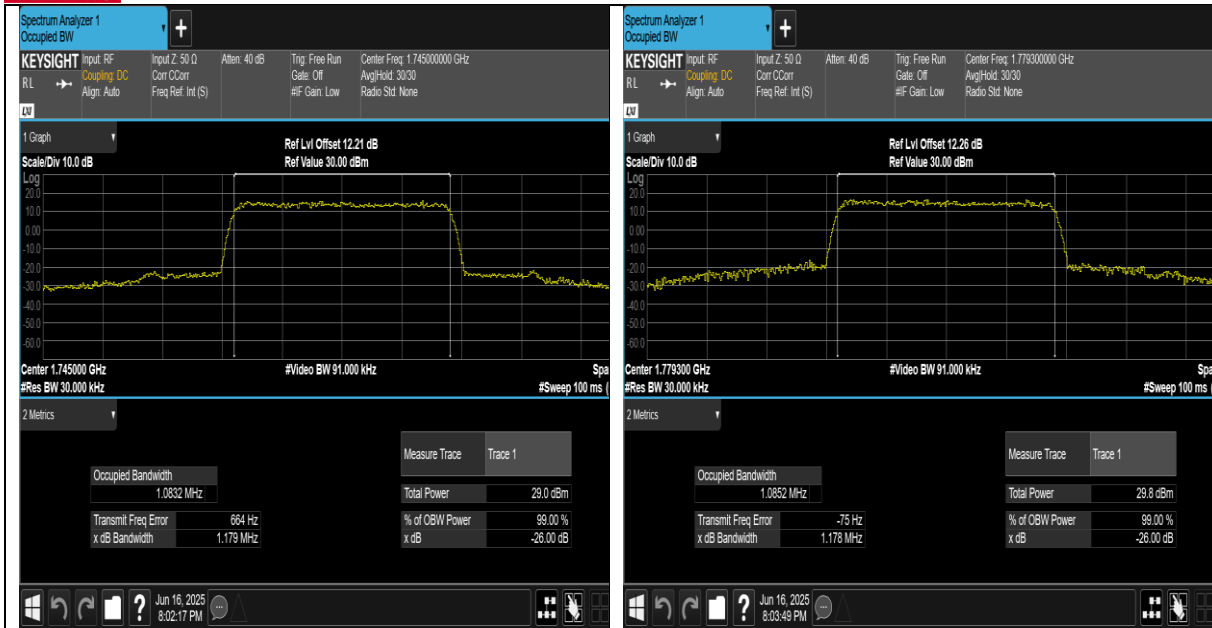 Spectrum Analyzer 1
Occupied BW
+
KEYSIGHT Input: RF Input Z: 50 Ω Atten: 40 dB Trig: Free Run Center Freq: 1.745000000 GHz
RL Coupling: DC Corr CCorr Gate: Off Avg|Hold: 30/30
Align: Auto Freq Ref: Int (S) #IF Gain: Low Radio Std: None
LXI
1 Graph
Ref Lvl Offset 12.21 dB
Scale/Div 10.0 dB Ref Value 30.00 dBm
Log
20.0
10.0
0.00
-10.0
-20.0
-30.0
-40.0
-50.0
-60.0
Center 1.745000 GHz #Video BW 91.000 kHz Spa
#Res BW 30.000 kHz #Sweep 100 ms (
2 Metrics
Measure Trace Trace 1
Occupied Bandwidth
1.0832 MHz
Total Power 29.0 dBm
Transmit Freq Error 664 Hz % of OBW Power 99.00 %
x dB Bandwidth 1.179 MHz x dB -26.00 dB
?
Jun 16, 2025
8:02:17 PM
Spectrum Analyzer 1
Occupied BW
+
KEYSIGHT Input: RF Input Z: 50 Ω Atten: 40 dB Trig: Free Run Center Freq: 1.779300000 GHz
RL Coupling: DC Corr CCorr Gate: Off Avg|Hold: 30/30
Align: Auto Freq Ref: Int (S) #IF Gain: Low Radio Std: None
LXI
1 Graph
Ref Lvl Offset 12.26 dB
Scale/Div 10.0 dB Ref Value 30.00 dBm
Log
20.0
10.0
0.00
-10.0
-20.0
-30.0
-40.0
-50.0
-60.0
Center 1.779300 GHz #Video BW 91.000 kHz Spa
#Res BW 30.000 kHz #Sweep 100 ms (
2 Metrics
Measure Trace Trace 1
Occupied Bandwidth
1.0852 MHz
Total Power 29.8 dBm
Transmit Freq Error -75 Hz % of OBW Power 99.00 %
x dB Bandwidth 1.178 MHz x dB -26.00 dB
?
Jun 16, 2025
8:03:49 PM